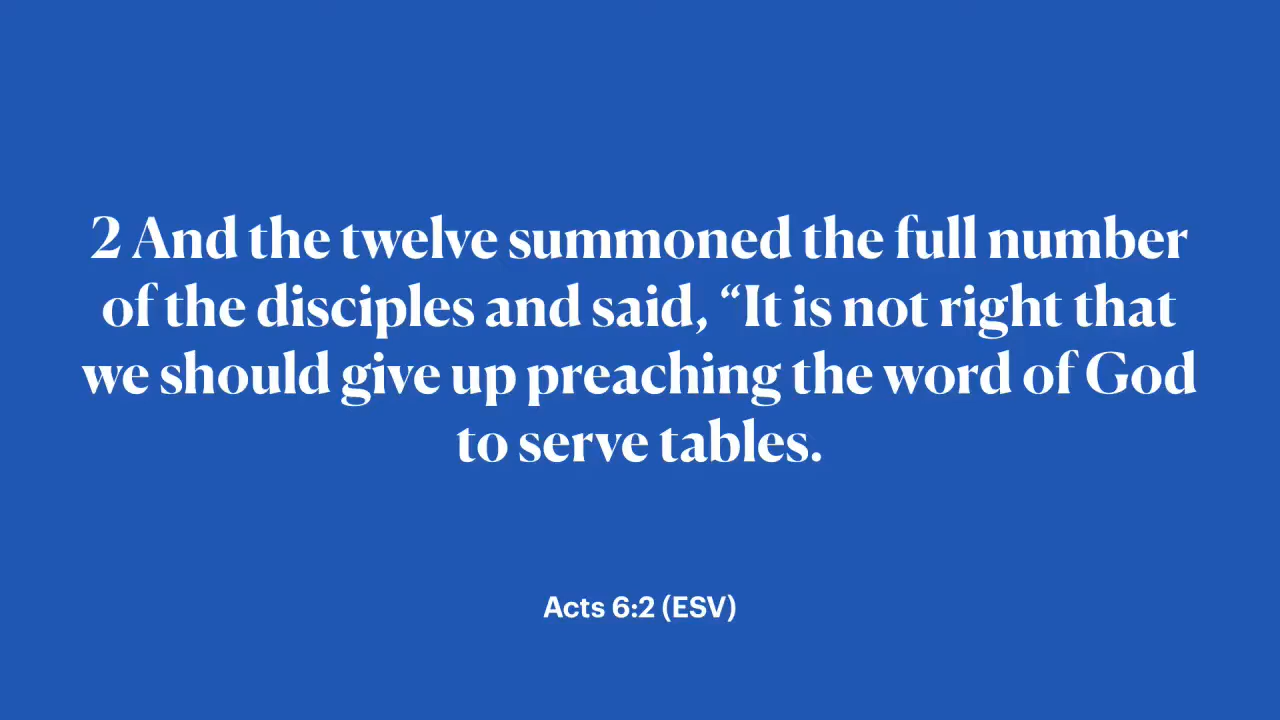 2 And the twelve summoned the full number
of the disciples and said, “It is not right that
we should give up preaching the word of God
to serve tables.
Acts 6:2 (ESV)